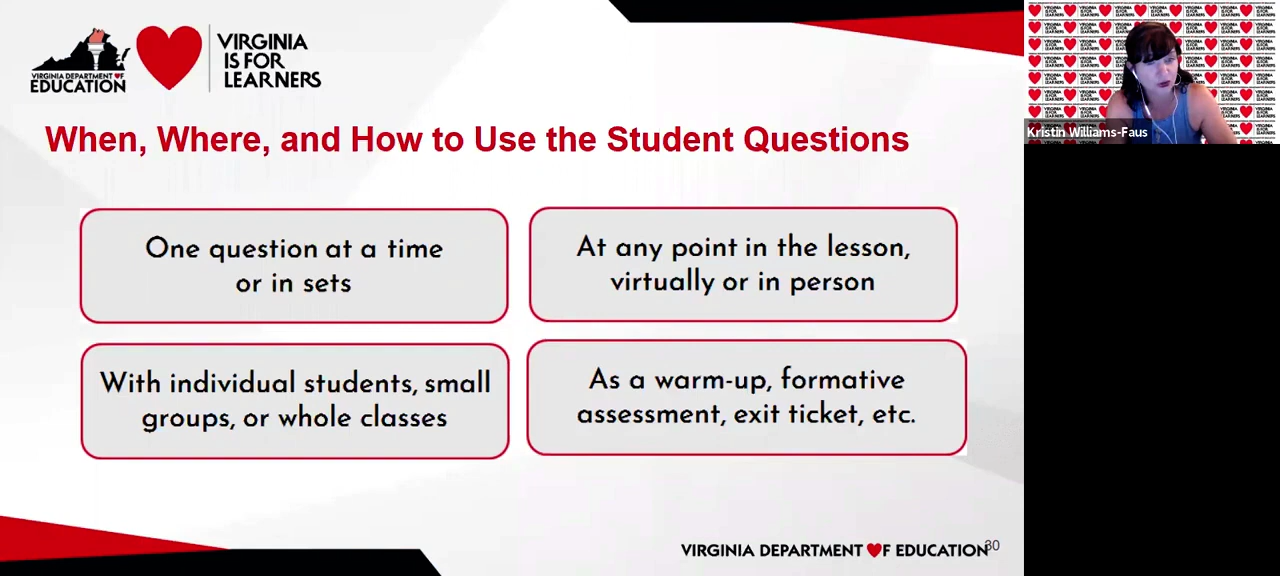 VIRGINIA DEPARTMENT OF
EDUCATION
VIRGINIA
IS FOR
LEARNERS
When, Where, and How to Use the Student Questions
One question at a time
or in sets
At any point in the lesson,
virtually or in person
With individual students, small
groups, or whole classes
As a warm-up, formative
assessment, exit ticket, etc.
VIRGINIA DEPARTMENT OF EDUCATION
30
Kristin Williams-Faus